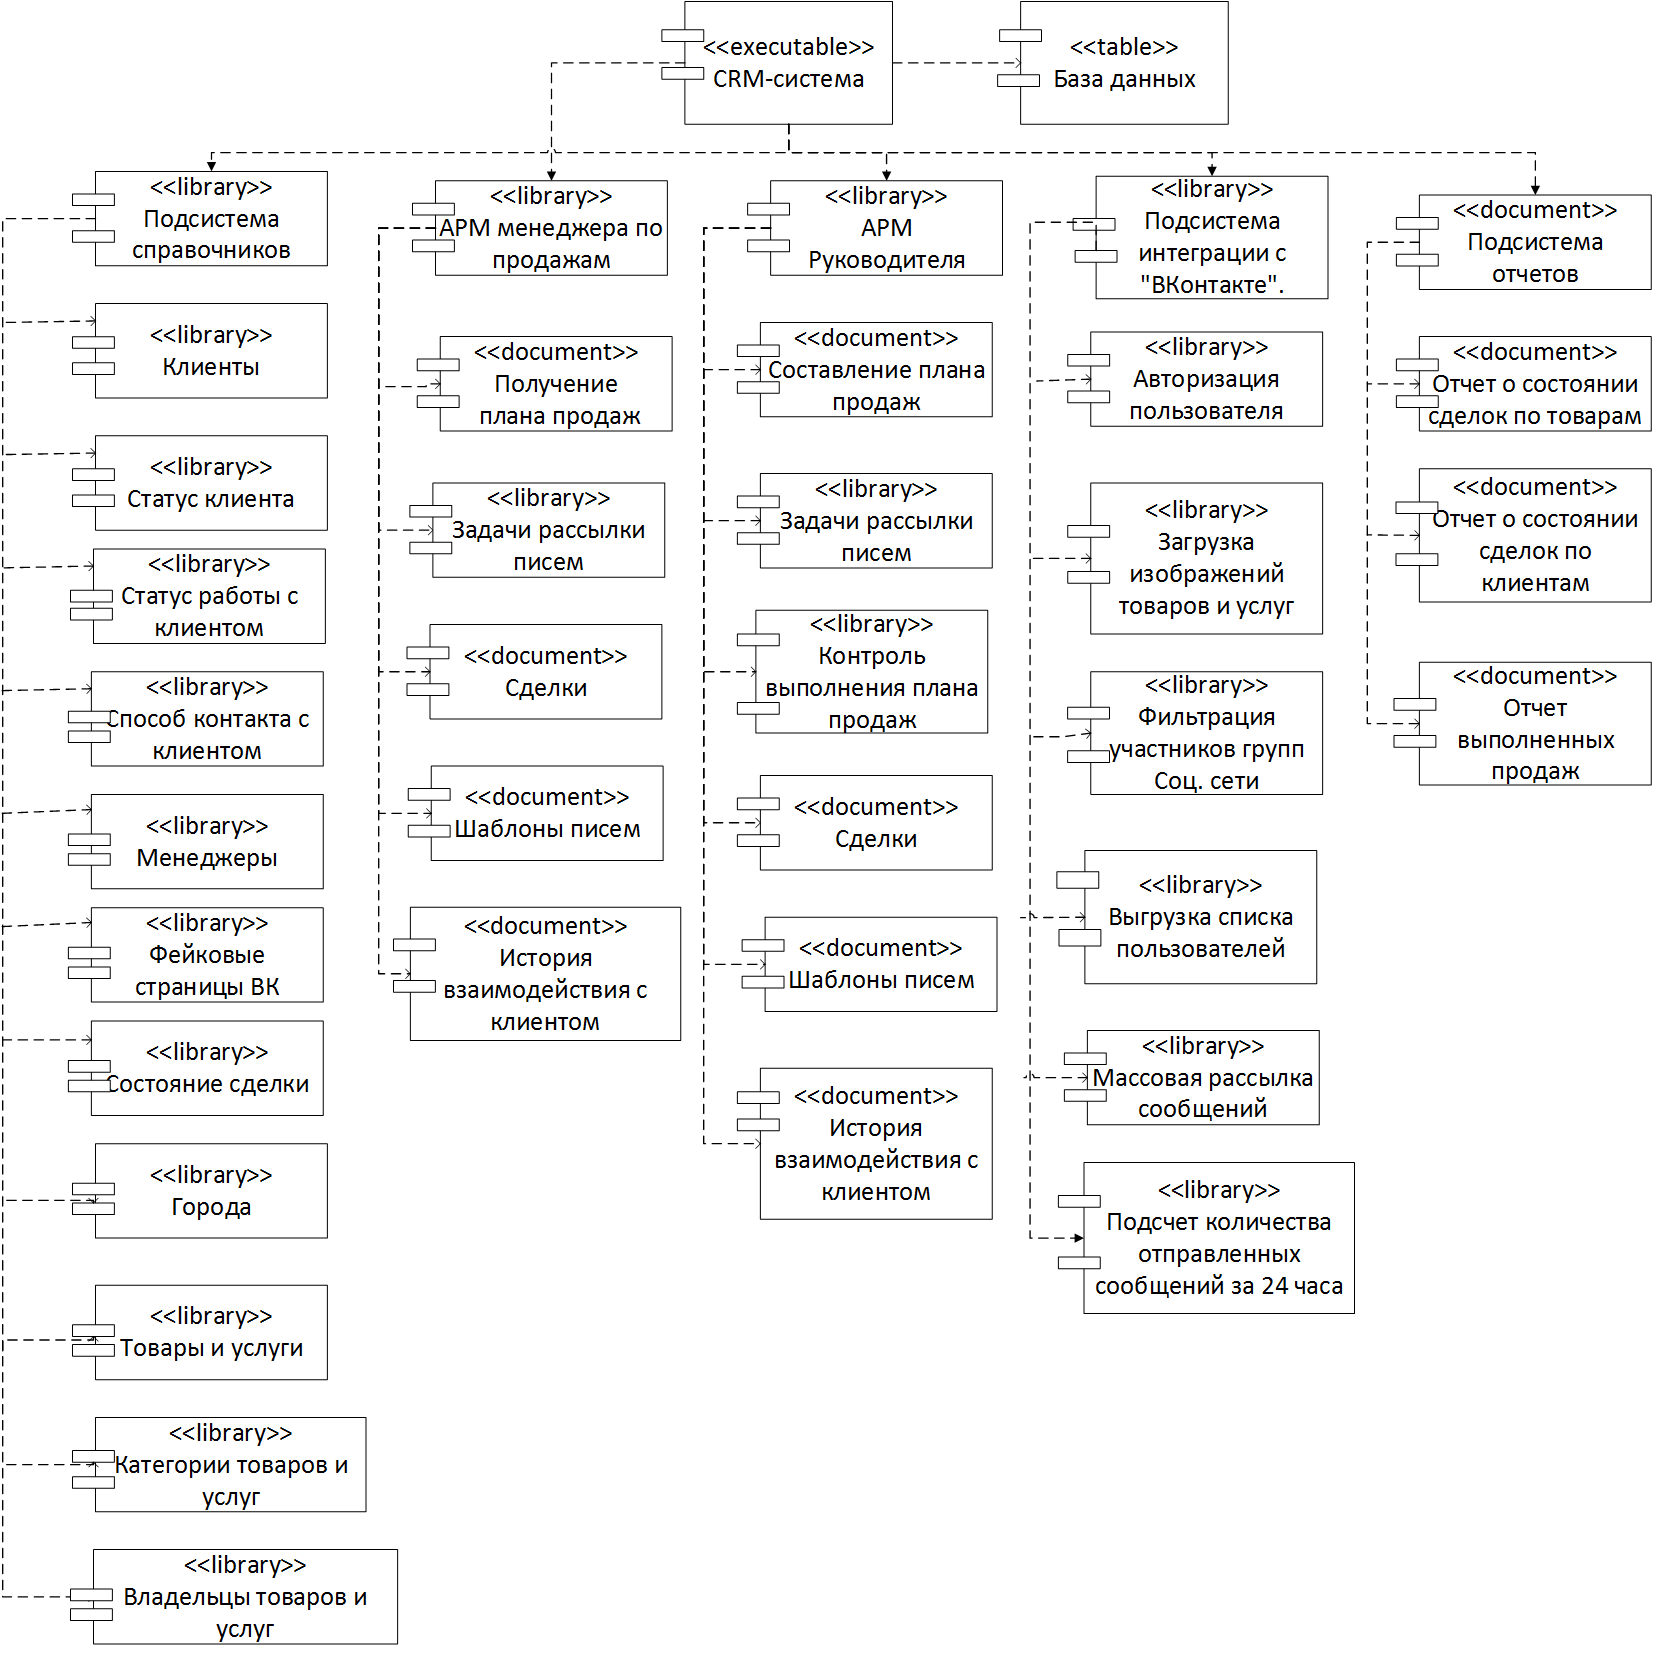 <<executable>>
CRM-система
<<table>>
База данных
<<library>>
Подсистема
справочников
<<library>>
Клиенты
<<library>>
Статус клиента
<<library>>
Статус работы с
клиентом
<<library>>
Способ контакта с
клиентом
<<library>>
Менеджеры
<<library>>
Фейковые
страницы ВК
<<library>>
Состояние сделки
<<library>>
Города
<<library>>
Товары и услуги
<<library>>
Категории товаров и
услуг
<<library>>
Владельцы товаров и
услуг
<<library>>
АРМ менеджера по
продажам
<<document>>
Получение
плана продаж
<<library>>
Задачи рассылки
писем
<<document>>
Сделки
<<document>>
Шаблоны писем
<<document>>
История
взаимодействия с
клиентом
<<library>>
АРМ
Руководителя
<<document>>
Составление плана
продаж
<<library>>
Задачи рассылки
писем
<<library>>
Контроль
выполнения плана
продаж
<<document>>
Сделки
<<document>>
Шаблоны писем
<<document>>
История
взаимодействия с
клиентом
<<library>>
Подсистема
интеграции с
"ВКонтакте".
<<library>>
Авторизация
пользователя
<<library>>
Загрузка
изображений
товаров и услуг
<<library>>
Фильтрация
участников групп
Соц. сети
<<library>>
Выгрузка списка
пользователей
<<library>>
Массовая рассылка
сообщений
<<library>>
Подсчет количества
отправленных
сообщений за 24 часа
<<document>>
Подсистема
отчетов
<<document>>
Отчет о состоянии
сделок по товарам
<<document>>
Отчет о состоянии
сделок по
клиентам
<<document>>
Отчет
выполненных
продаж